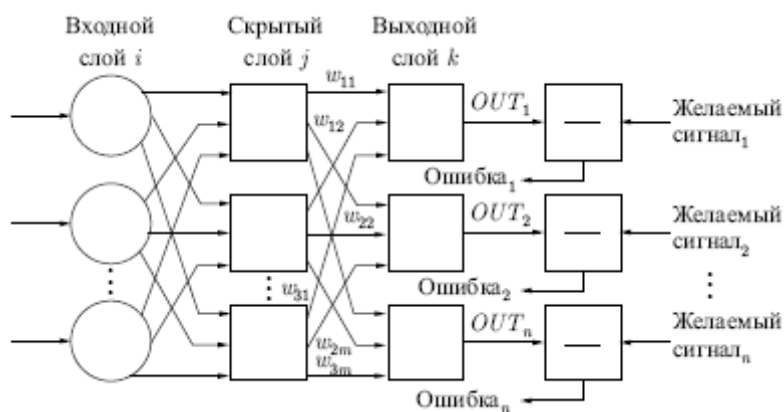 Входной
слой i
Скрытый
слой j
Выходной
слой k
w₁₁
w₁₂
w₂₂
w₃₁
w₂ₘ
w₃ₘ
OUT₁
Желаемый
сигнал₁
Ошибка₁
OUT₂
Желаемый
сигнал₂
Ошибка₂
OUTₙ
Желаемый
сигналₙ
Ошибкаₙ